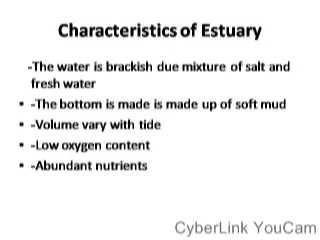 Characteristics of Estuary
-The water is brackish due mixture of salt and
fresh water
• -The bottom is made is made up of soft mud
• -Volume vary with tide
• -Low oxygen content
• -Abundant nutrients
CyberLink YouCam